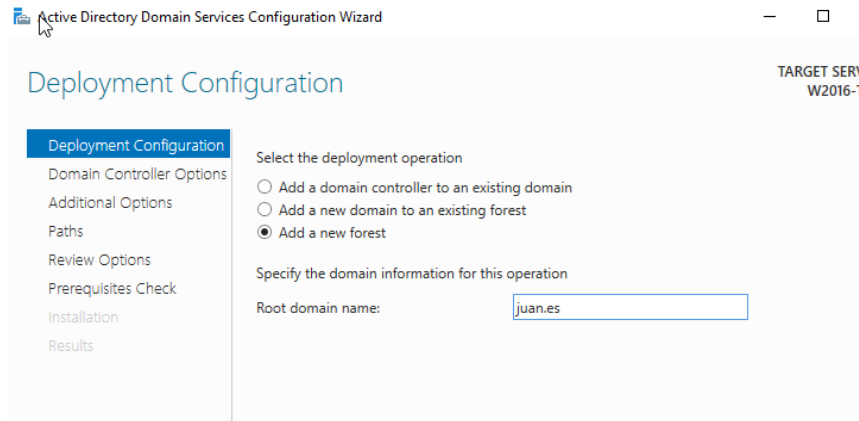 Active Directory Domain Services Configuration Wizard
Deployment Configuration
TARGET SERV
W2016-T
Deployment Configuration
Domain Controller Options
Additional Options
Paths
Review Options
Prerequisites Check
Installation
Results
Select the deployment operation
Add a domain controller to an existing domain
Add a new domain to an existing forest
Add a new forest
Specify the domain information for this operation
Root domain name:
juan.es